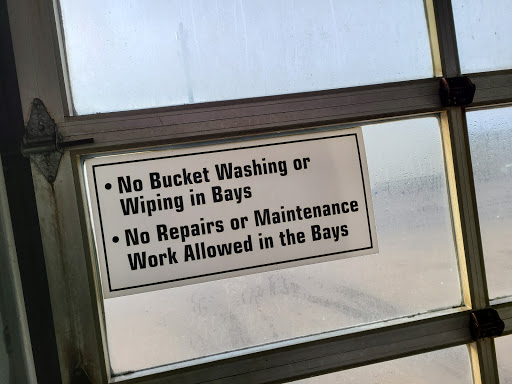 • No Bucket Washing or
Wiping in Bays
• No Repairs or Maintenance
Work Allowed in the Bays